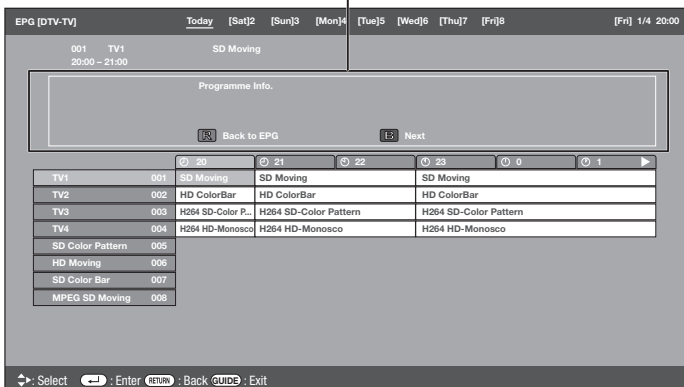 EPG [DTV-TV] Today [Sat]2 [Sun]3 [Mon]4 [Tue]5 [Wed]6 [Thu]7 [Fri]8 [Fri] 1/4 20:00
001 TV1 SD Moving
20:00 – 21:00
Programme Info.
R Back to EPG B Next
20 21 22 23 0 1
TV1 001 SD Moving SD Moving SD Moving
TV2 002 HD ColorBar HD ColorBar HD ColorBar
TV3 003 H264 SD-Color P... H264 SD-Color Pattern H264 SD-Color Pattern
TV4 004 H264 HD-Monosco H264 HD-Monosco H264 HD-Monosco
SD Color Pattern 005
HD Moving 006
SD Color Bar 007
MPEG SD Moving 008
: Select : Enter RETURN : Back GUIDE : Exit